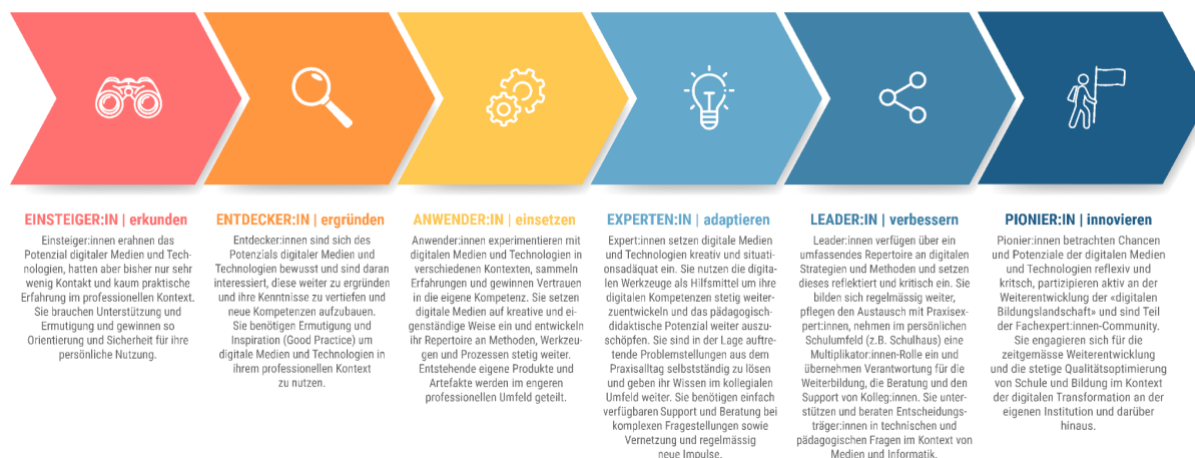 EINSTEIGER:IN | erkunden
Einsteiger:innen erahnen das
Potenzial digitaler Medien und Tech-
nologien, hatten aber bisher nur sehr
wenig Kontakt und kaum praktische
Erfahrung im professionellen Kontext.
Sie brauchen Unterstützung und
Ermutigung und gewinnen so
Orientierung und Sicherheit für ihre
persönliche Nutzung.
ENTDECKER:IN | ergründen
Entdecker:innen sind sich des
Potenzials digitaler Medien und
Technologien bewusst und sind daran
interessiert, diese weiter zu ergründen
und ihre Kenntnisse zu vertiefen und
neue Kompetenzen aufzubauen.
Sie benötigen Ermutigung und
Inspiration (Good Practice) um
digitale Medien und Technologien in
ihrem professionellen Kontext
zu nutzen.
ANWENDER:IN | einsetzen
Anwender:innen experimentieren mit
digitalen Medien und Technologien in
verschiedenen Kontexten, sammeln
Erfahrungen und gewinnen Vertrauen
in die eigene Kompetenz. Sie setzen
digitale Medien auf kreative und ei-
genständige Weise ein und entwickeln
ihr Repertoire an Methoden, Werkzeu-
gen und Prozessen stetig weiter.
Entstehende eigene Produkte und
Artefakte werden im engeren
professionellen Umfeld geteilt.
EXPERTEN:IN | adaptieren
Expert:innen setzen digitale Medien
und Technologien kreativ und situati-
onsadäquat ein. Sie nutzen die digita-
len Werkzeuge als Hilfsmittel um ihre
digitalen Kompetenzen stetig weiter-
zuentwickeln und das pädagogisch-
didaktische Potenzial weiter auszu-
schöpfen. Sie sind in der Lage auftre-
tende Problemstellungen aus dem
Praxisalltag selbstständig zu lösen
und geben ihr Wissen im kollegialen
Umfeld weiter. Sie benötigen einfach
verfügbaren Support und Beratung bei
komplexen Fragestellungen sowie
Vernetzung und regelmässig
neue Impulse.
LEADER:IN | verbessern
Leader:innen verfügen über ein
umfassendes Repertoire an digitalen
Strategien und Methoden und setzen
dieses reflektiert und kritisch ein. Sie
bilden sich regelmässig weiter,
pflegen den Austausch mit Praxisex-
pert:innen, nehmen im persönlichen
Schulumfeld (z.B. Schulhaus) eine
Multiplikator:innen-Rolle ein und
übernehmen Verantwortung für die
Weiterbildung, die Beratung und den
Support von Kolleg:innen. Sie unter-
stützen und beraten Entscheidungs-
träger:innen in technischen und
pädagogischen Fragen im Kontext von
Medien und Informatik.
PIONIER:IN | innovieren
Pionier:innen betrachten Chancen
und Potenziale der digitalen Medien
und Technologien reflexiv und
kritsch, partizipieren aktiv an der
Weiterentwicklung der «digitalen
Bildungslandschaft» und sind Teil
der Fachexpert:innen-Community.
Sie engagieren sich für die
zeitgemässe Weiterentwicklung
und die stetige Qualitätsoptimierung
von Schule und Bildung im Kontext
der digitalen Transformation an der
eigenen Institution und darüber
hinaus.